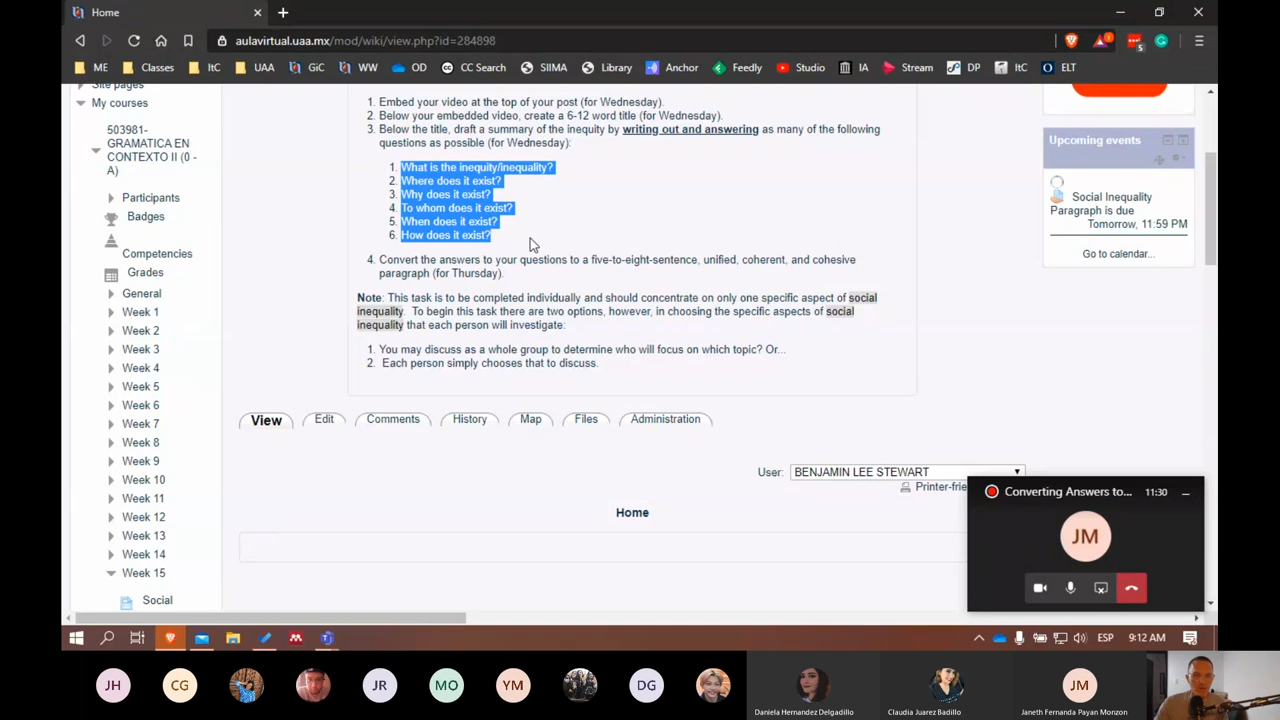 Home
aulavirtual.uaa.mx/mod/wiki/view.php?id=284898
5
ME Classes ItC UAA GiC WW OD CC Search SIIMA Library Anchor Feedly Studio IA Stream DP ItC ELT
Site pages
My courses
503981-
GRAMATICA EN
CONTEXTO II (0 -
A)
Participants
Badges
Competencies
Grades
General
Week 1
Week 2
Week 3
Week 4
Week 5
Week 6
Week 7
Week 8
Week 9
Week 10
Week 11
Week 12
Week 13
Week 14
Week 15
Social
1. Embed your video at the top of your post (for Wednesday).
2. Below your embedded video, create a 6-12 word title (for Wednesday).
3. Below the title, draft a summary of the inequity by writing out and answering as many of the following
questions as possible (for Wednesday):
1. What is the inequity/inequality?
2. Where does it exist?
3. Why does it exist?
4. To whom does it exist?
5. When does it exist?
6. How does it exist?
4. Convert the answers to your questions to a five-to-eight-sentence, unified, coherent, and cohesive
paragraph (for Thursday).
Note: This task is to be completed individually and should concentrate on only one specific aspect of social
inequality. To begin this task there are two options, however, in choosing the specific aspects of social
inequality that each person will investigate:
1. You may discuss as a whole group to determine who will focus on which topic? Or...
2. Each person simply chooses that to discuss.
View Edit Comments History Map Files Administration
User: BENJAMIN LEE STEWART
Printer-frie
Home
Upcoming events
Social Inequality
Paragraph is due
Tomorrow, 11:59 PM
Go to calendar...
Converting Answers to... 11:30
JM
ESP 9:12 AM
JH CG JR MO YM DG JM
Daniela Hernandez Delgadillo Claudia Juarez Badillo Janeth Fernanda Payan Monzon